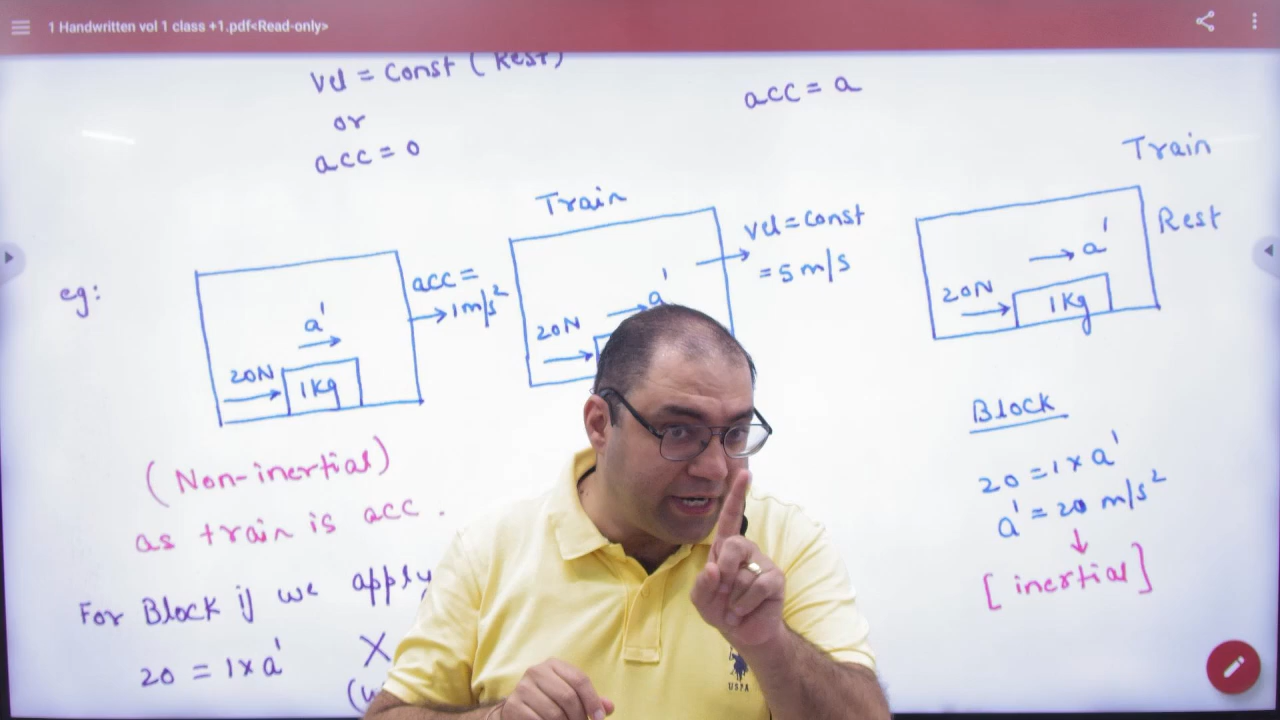 1 Handwritten vol 1 class +1.pdf<Read-only>
vel = Const (Rest)
or
acc = 0
acc = a
eg:
a'
20N
1Kg
acc =
1m/s²
Train
vel = Const
= 5 m/s
a'
20N
Train
Rest
a'
20N
1Kg
(Non-inertial)
as train is acc.
For Block if we apply
20 = 1 x a'
X
Block
20 = 1 x a'
a' = 20 m/s²
[inertial]
USPA